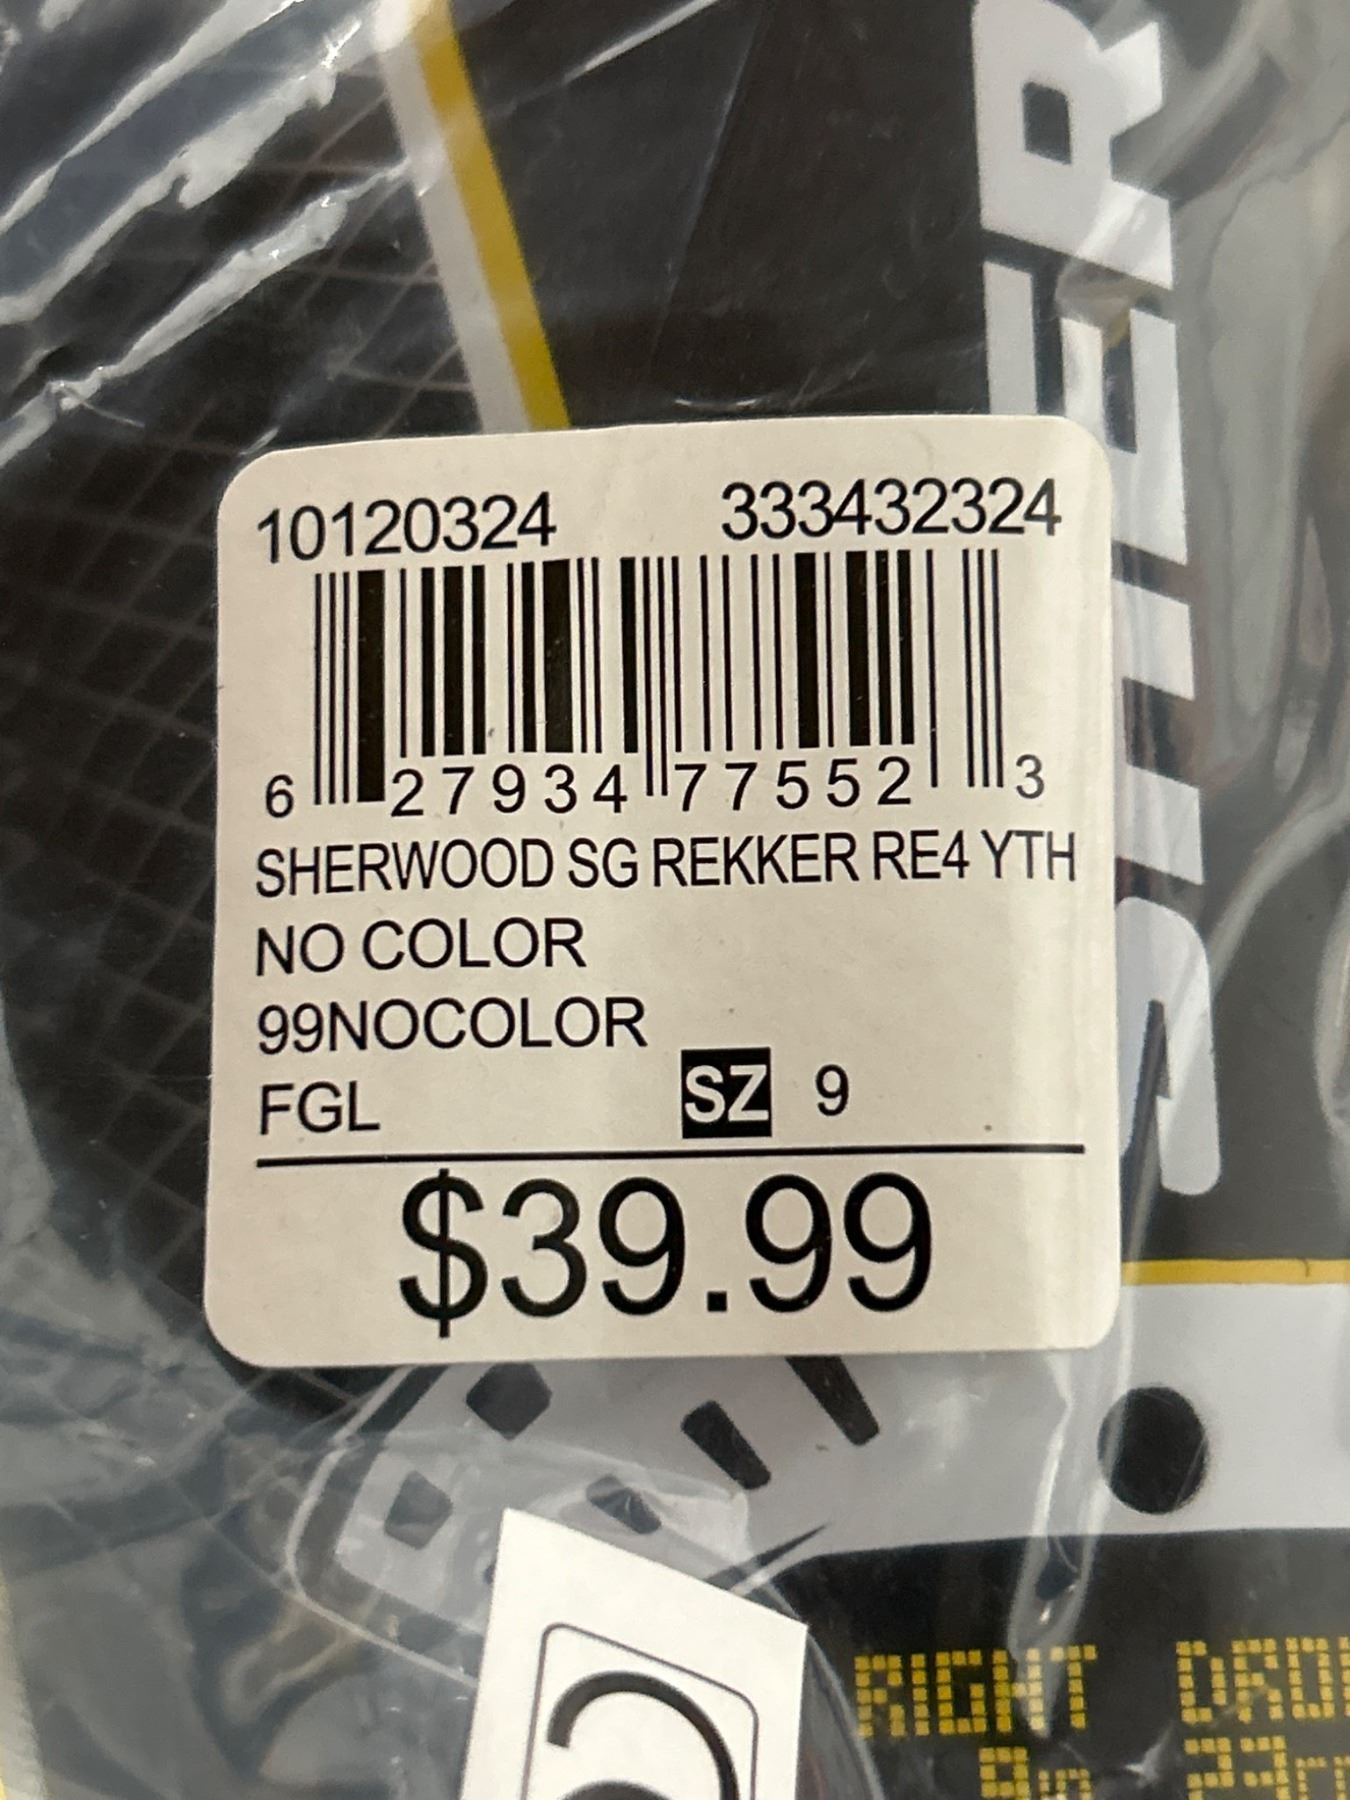 10120324 333432324
6 27934 77552 3
SHERWOOD SG REKKER RE4 YTH
NO COLOR
99NOCOLOR
FGL SZ 9
$39.99
RIGHT
9in